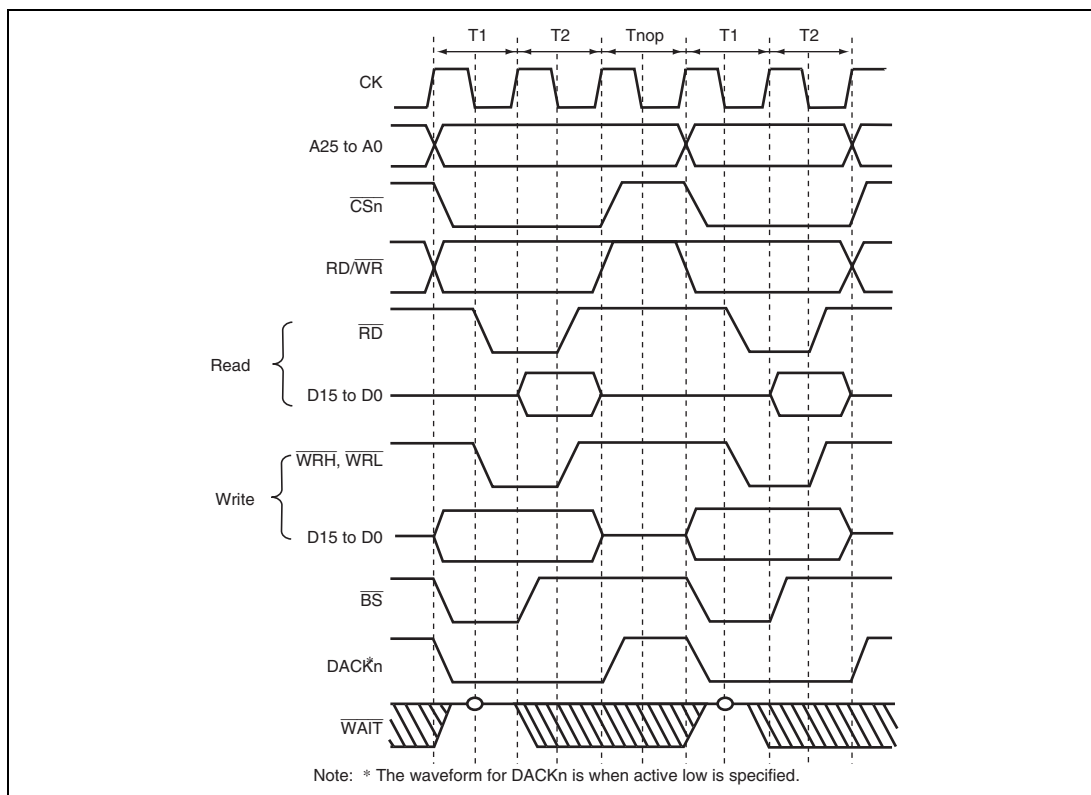 T1 T2 Tnop T1 T2
CK
A25 to A0
CSn
RD/WR
RD
Read
D15 to D0
WRH, WRL
Write
D15 to D0
BS
DACKn*
WAIT
Note: * The waveform for DACKn is when active low is specified.